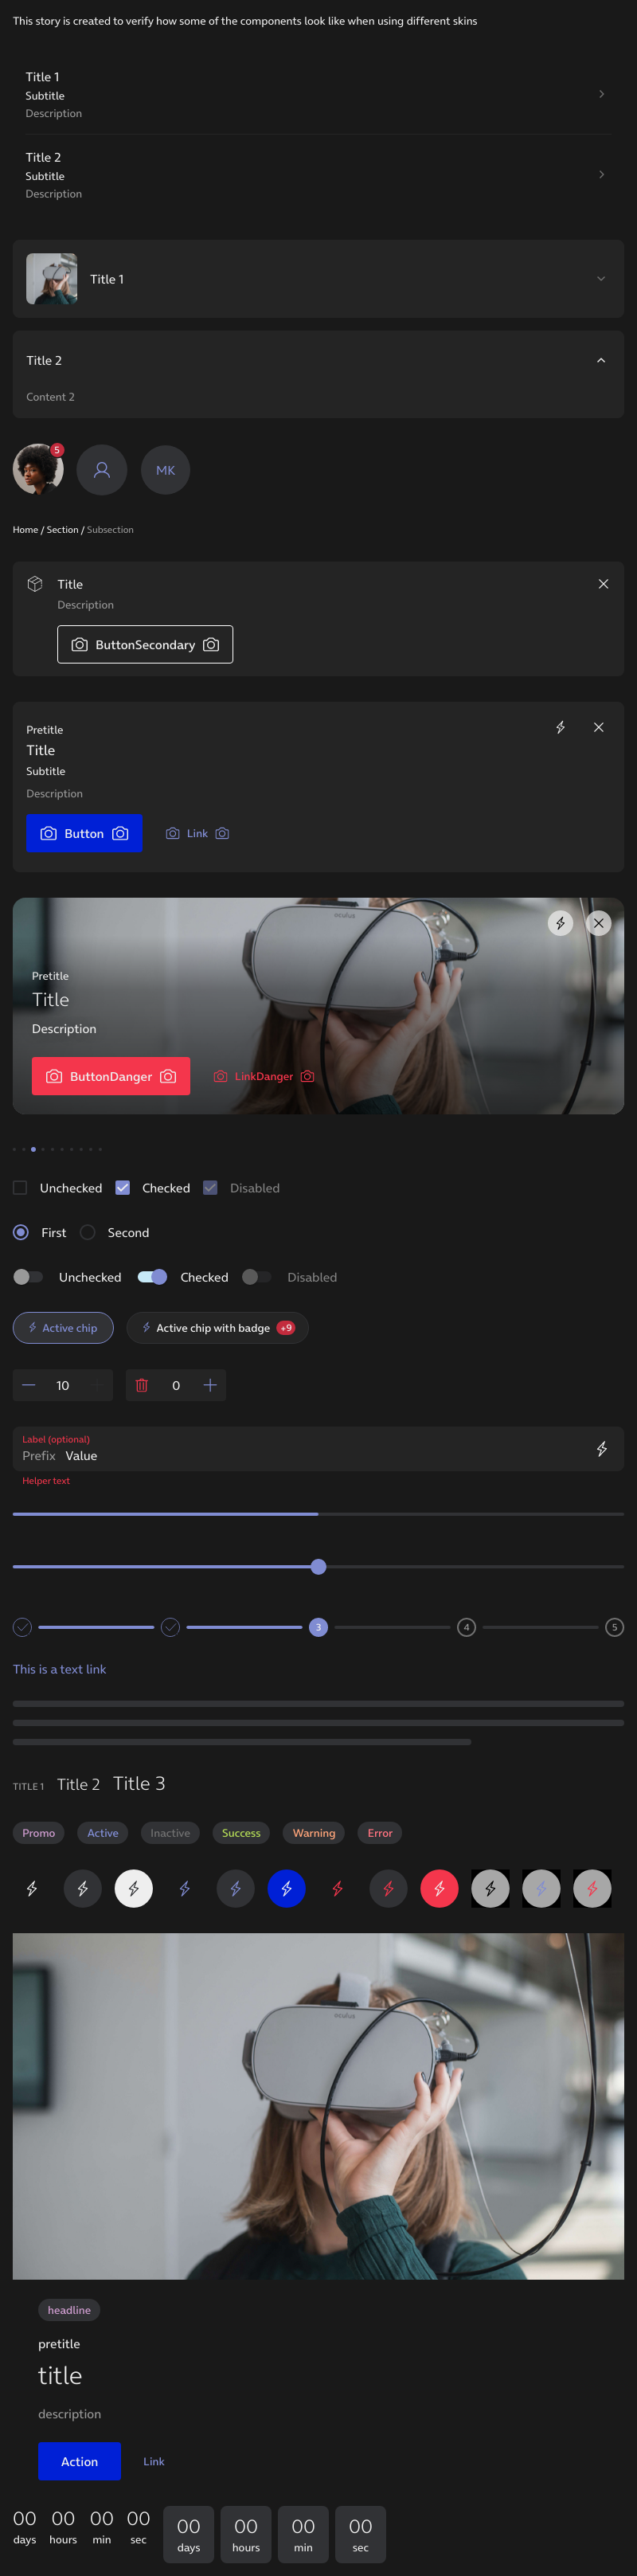 This story is created to verify how some of the components look like when using different skins
Title 1
Subtitle
Description
Title 2
Subtitle
Description
Title 1
Title 2
Content 2
5
MK
Home / Section / Subsection
Title
Description
ButtonSecondary
Pretitle
Title
Subtitle
Description
Button Link
oculus
Pretitle
Title
Description
ButtonDanger LinkDanger
Unchecked Checked Disabled
First Second
Unchecked Checked Disabled
Active chip Active chip with badge +9
10 0
Label (optional)
Prefix Value
Helper text
3 4 5
This is a text link
TITLE 1 Title 2 Title 3
Promo Active Inactive Success Warning Error
oculus
headline
pretitle
title
description
Action Link
00 00 00 00 00 00 00 00
days hours min sec days hours min sec